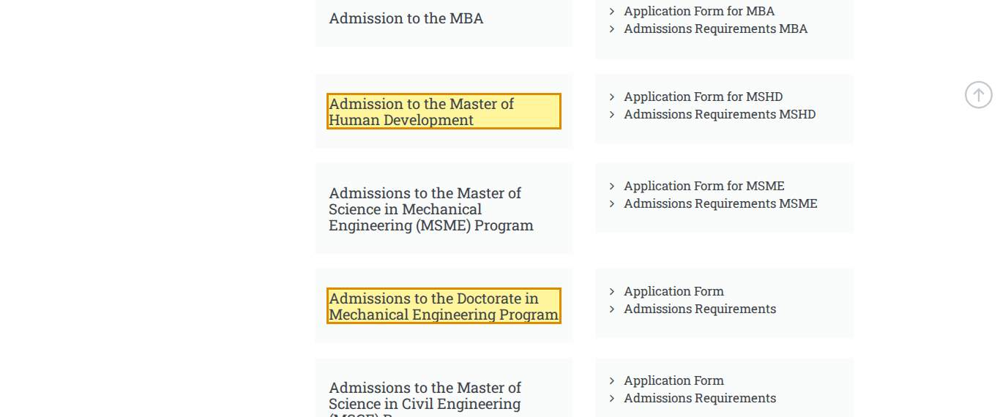 Admission to the MBA
Application Form for MBA
Admissions Requirements MBA
Admission to the Master of
Human Development
Application Form for MSHD
Admissions Requirements MSHD
Admissions to the Master of
Science in Mechanical
Engineering (MSME) Program
Application Form for MSME
Admissions Requirements MSME
Admissions to the Doctorate in
Mechanical Engineering Program
Application Form
Admissions Requirements
Admissions to the Master of
Science in Civil Engineering
Application Form
Admissions Requirements